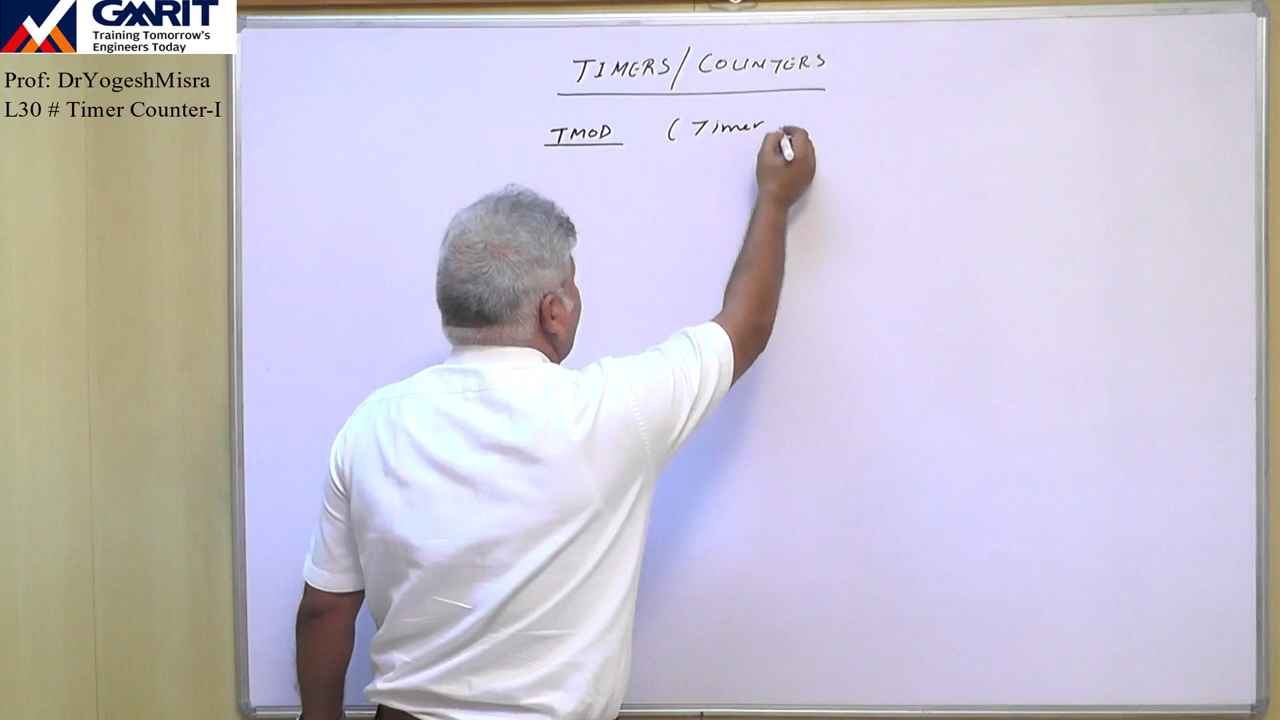 GMRIT
Training Tomorrow's
Engineers Today
Prof: DrYogeshMisra
L30 # Timer Counter-I
TIMERS/COUNTERS
TMOD (Timer